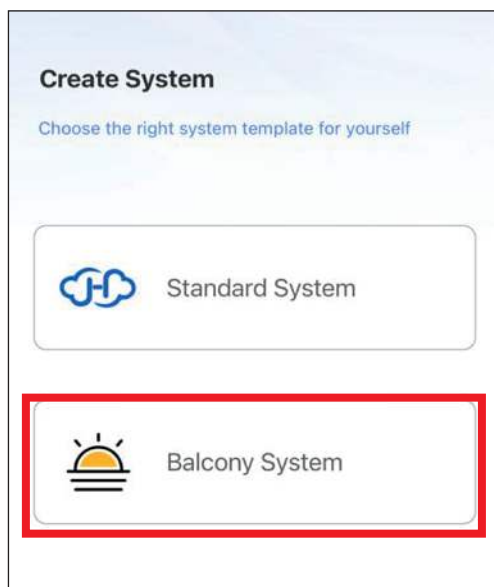 Create System
Choose the right system template for yourself
Standard System
Balcony System